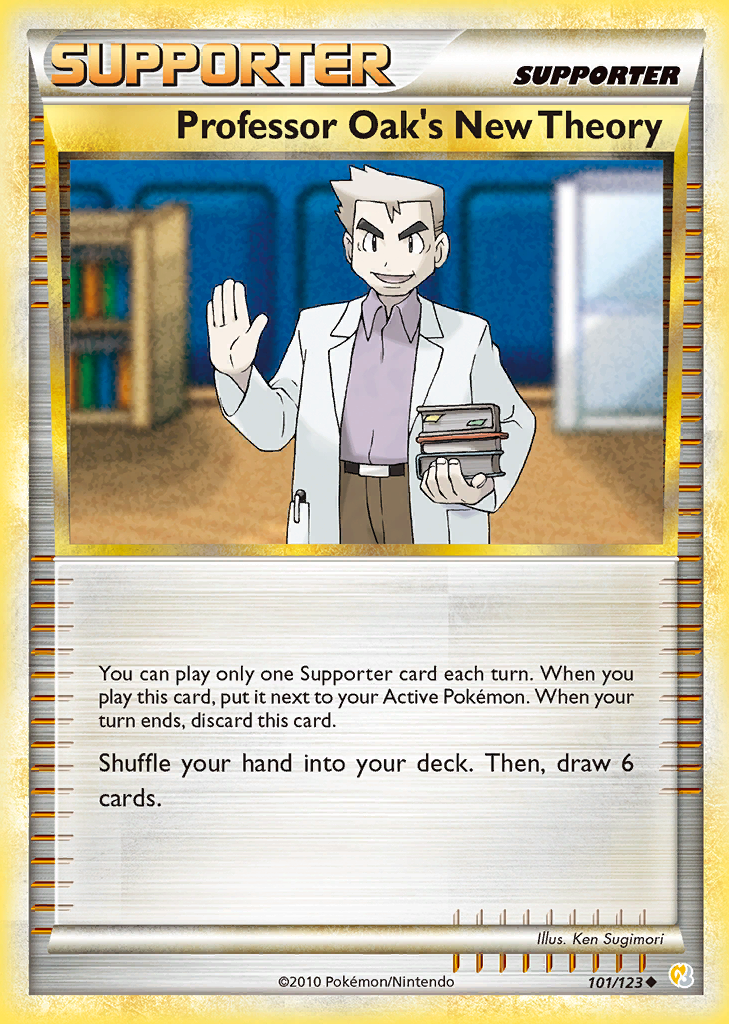 SUPPORTER
SUPPORTER
Professor Oak's New Theory
You can play only one Supporter card each turn. When you
play this card, put it next to your Active Pokémon. When your
turn ends, discard this card.
Shuffle your hand into your deck. Then, draw 6
cards.
Illus. Ken Sugimori
©2010 Pokémon/Nintendo
101/123